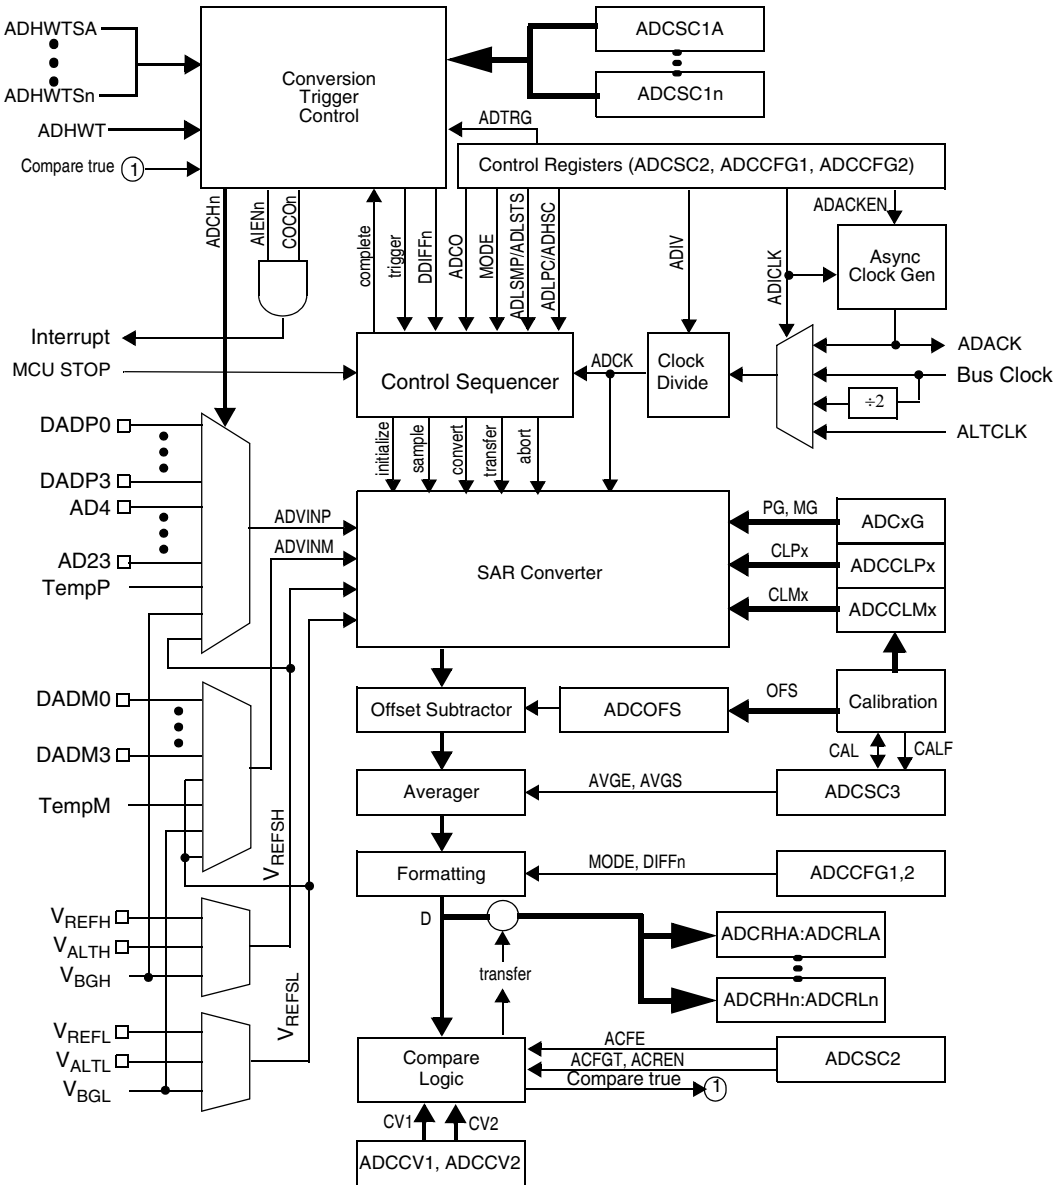 ADHWTSA
ADHWTSn
ADHWT
Compare true 1
Conversion
Trigger
Control
ADCSC1A
ADCSC1n
ADTRG
Control Registers (ADCSC2, ADCCFG1, ADCCFG2)
ADCHn
AIENn
COCOn
complete
trigger
DDIFFn
ADCO
MODE
ADLSMP/ADLSTS
ADLPC/ADHSC
ADIV
ADICLK
ADACKEN
Async
Clock Gen
Interrupt
MCU STOP
Control Sequencer
ADCK
Clock
Divide
ADACK
Bus Clock
÷2
ALTCLK
initialize
sample
convert
transfer
abort
DADP0
DADP3
AD4
AD23
TempP
ADVINP
ADVINM
SAR Converter
PG, MG
ADCxG
CLPx
ADCCLPx
CLMx
ADCCLMx
DADM0
DADM3
TempM
Offset Subtractor
ADCOFS
OFS
Calibration
CAL
CALF
Averager
AVGE, AVGS
ADCSC3
Formatting
MODE, DIFFn
ADCCFG1,2
VREFSH
VREFSL
VREFH
VALTH
VBGH
VREFL
VALTL
VBGL
D
transfer
ADCRHA:ADCRLA
ADCRHn:ADCRLn
Compare
Logic
ACFE
ACFGT, ACREN
Compare true 1
ADCSC2
CV1
CV2
ADCCV1, ADCCV2